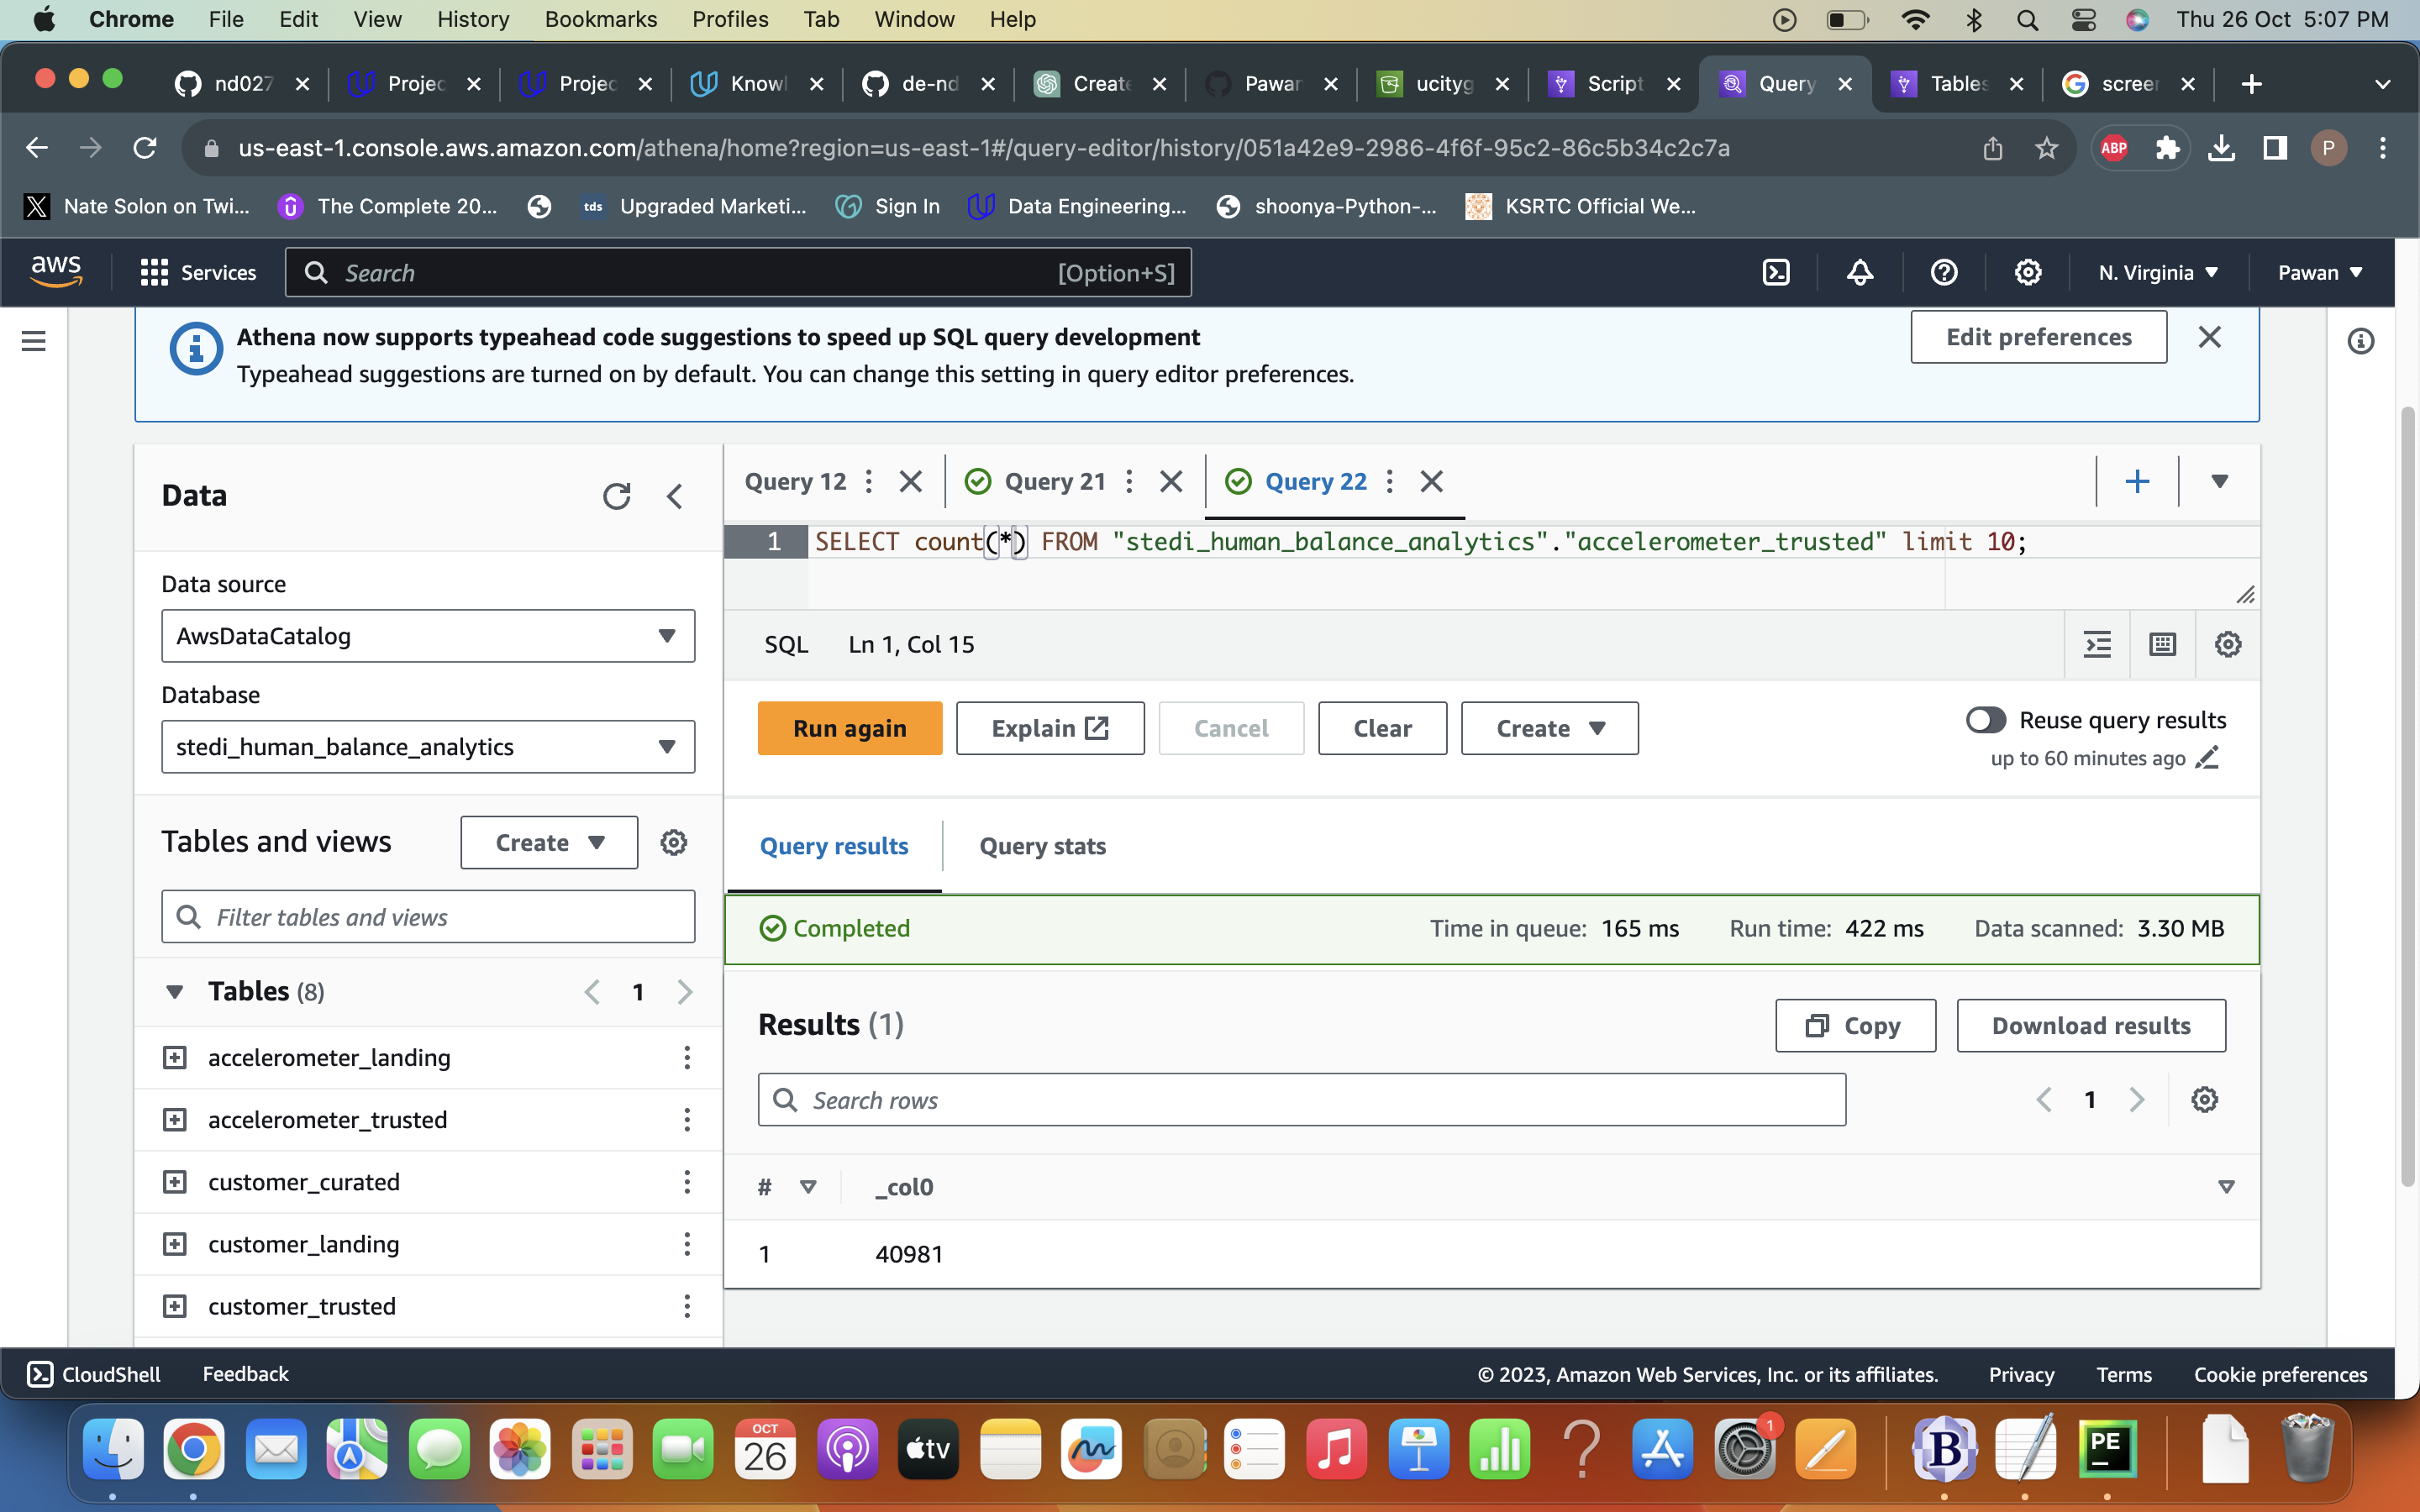 Chrome File Edit View History Bookmarks Profiles Tab Window Help Thu 26 Oct 5:07 PM
nd027 Projec Projec Knowl de-nd Create Pawar ucityg Script Query Tables screer
us-east-1.console.aws.amazon.com/athena/home?region=us-east-1#/query-editor/history/051a42e9-2986-4f6f-95c2-86c5b34c2c7a ABP P
Nate Solon on Twi... The Complete 20... tds Upgraded Marketi... Sign In Data Engineering... shoonya-Python-... KSRTC Official We...
aws Services Search [Option+S] N. Virginia Pawan
Athena now supports typeahead code suggestions to speed up SQL query development Edit preferences
Typeahead suggestions are turned on by default. You can change this setting in query editor preferences.
Data
Query 12 Query 21 Query 22
1 SELECT count(*) FROM "stedi_human_balance_analytics"."accelerometer_trusted" limit 10;
Data source
AwsDataCatalog
SQL Ln 1, Col 15
Database
stedi_human_balance_analytics
Run again Explain Cancel Clear Create Reuse query results
up to 60 minutes ago
Tables and views Create
Query results Query stats
Filter tables and views
Completed Time in queue: 165 ms Run time: 422 ms Data scanned: 3.30 MB
Tables (8) 1
Results (1) Copy Download results
accelerometer_landing
Search rows 1
accelerometer_trusted
customer_curated
# _col0
customer_landing
1 40981
customer_trusted
CloudShell Feedback © 2023, Amazon Web Services, Inc. or its affiliates. Privacy Terms Cookie preferences
OCT
26
tv
1
B
PE